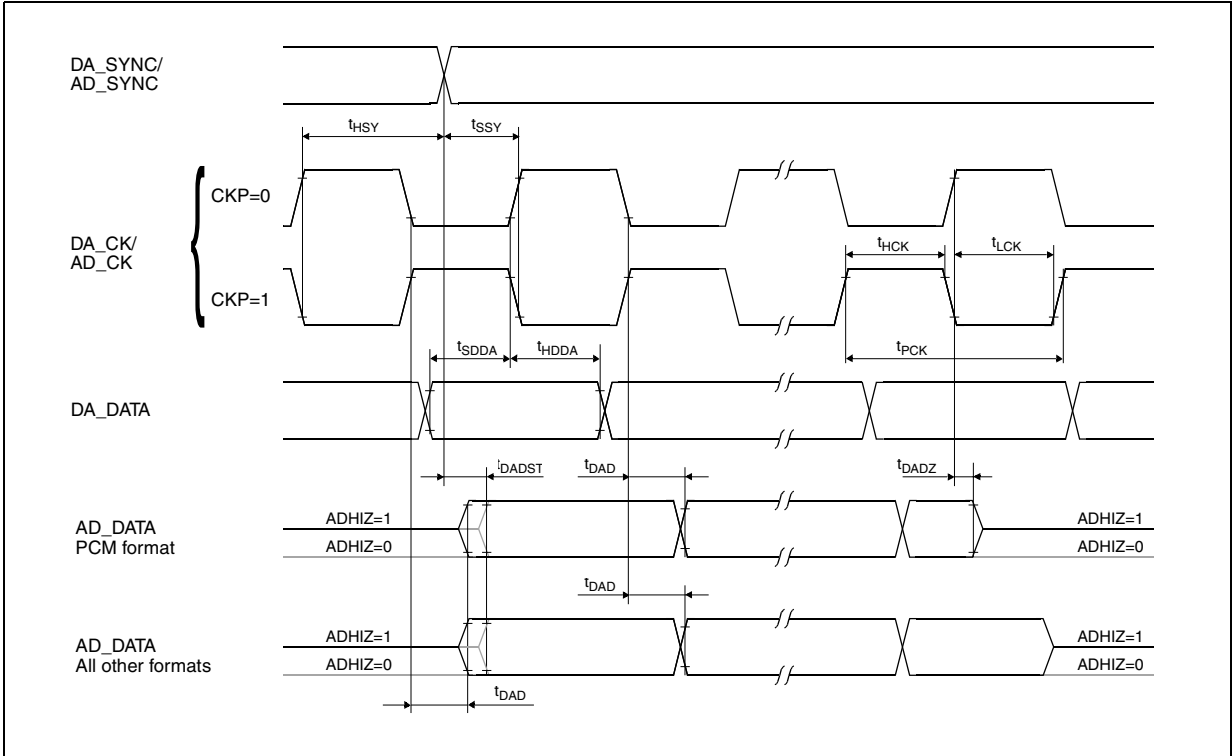 DA_SYNC/
AD_SYNC
tHSY
tSSY
CKP=0
DA_CK/
AD_CK
tHCK
tLCK
CKP=1
tSDDA
tHDDA
tPCK
DA_DATA
tDADST
tDAD
tDADZ
AD_DATA
PCM format
ADHIZ=1
ADHIZ=0
ADHIZ=1
ADHIZ=0
tDAD
AD_DATA
All other formats
ADHIZ=1
ADHIZ=0
ADHIZ=1
ADHIZ=0
tDAD